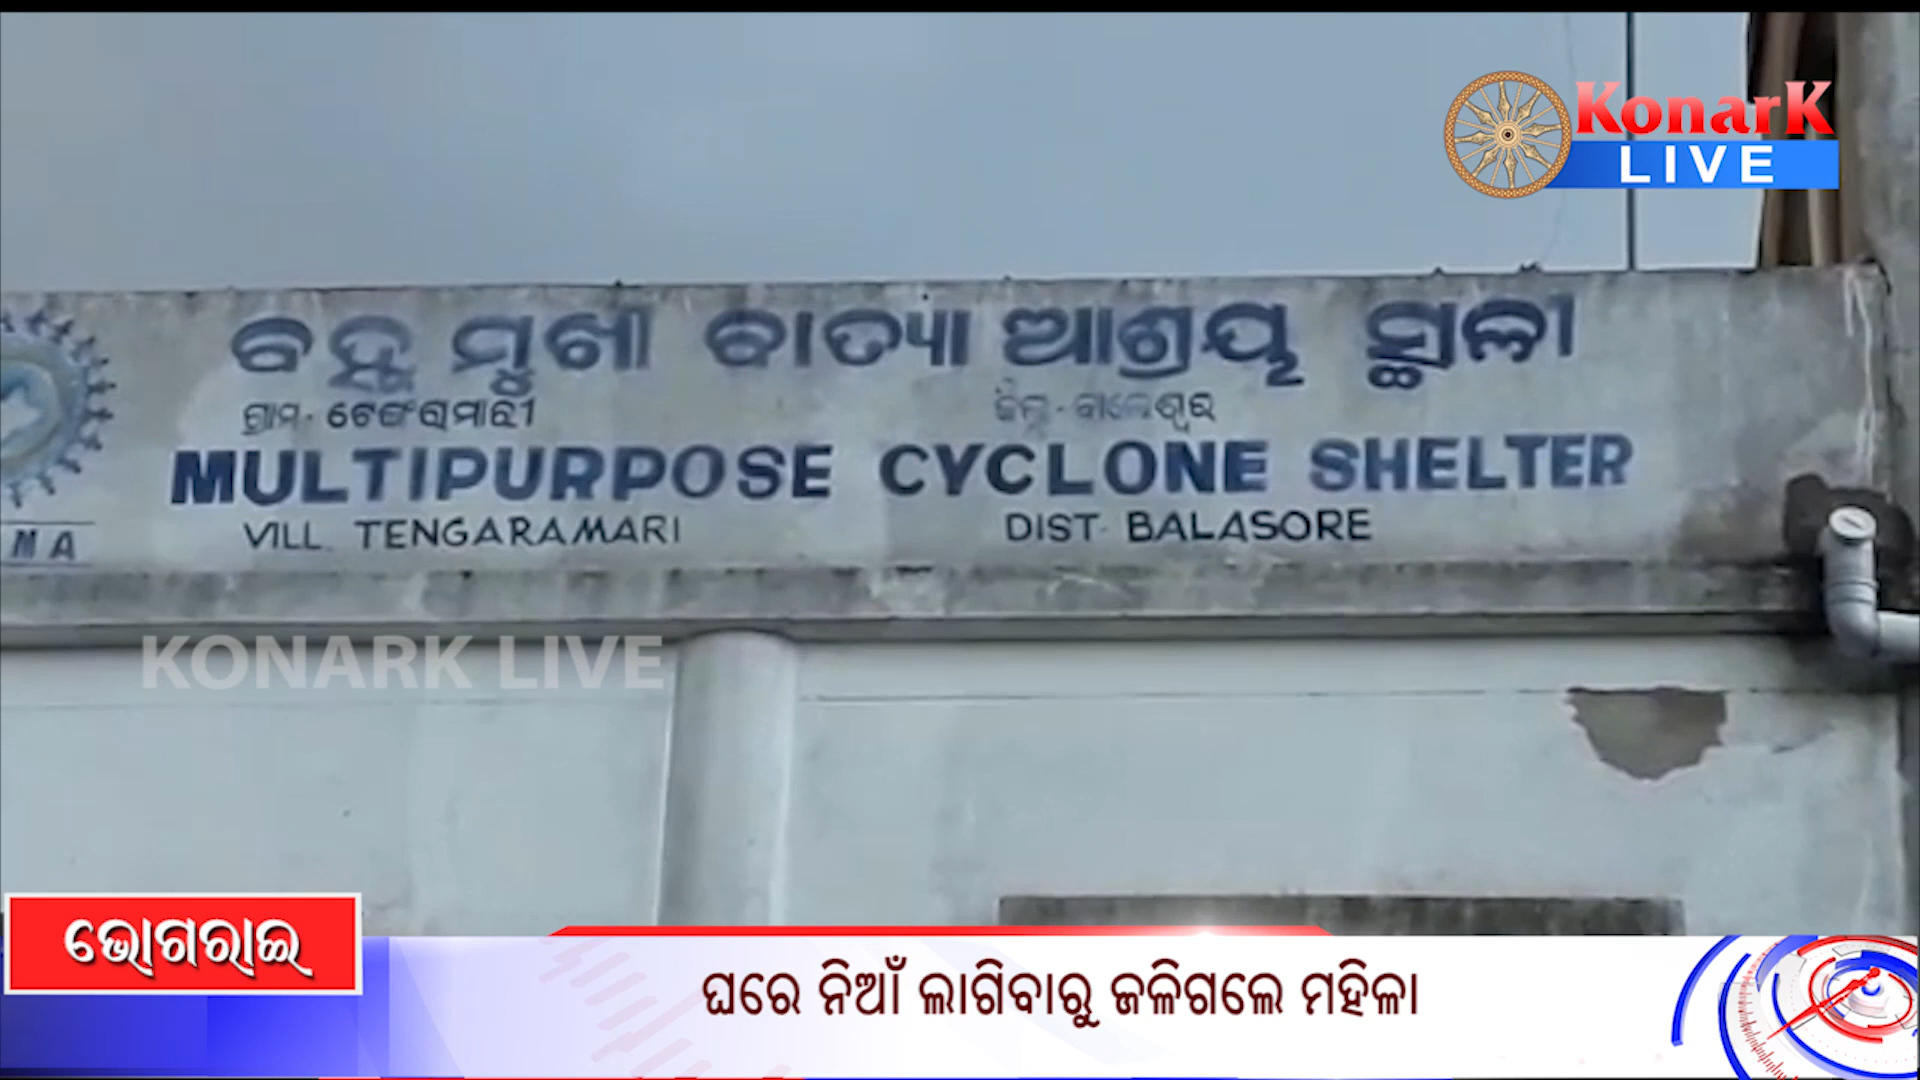 KonarK
LIVE
ବହୁ ମୁଖୀ ବାତ୍ୟା ଆଶ୍ରୟ ସ୍ଥଳୀ
ଗ୍ରାମ - ଟେଙ୍ଗରାମାରୀ ଜିଲ୍ଲା - ବାଲେଶ୍ୱର
MULTIPURPOSE CYCLONE SHELTER
VILL. TENGARAMARI DIST- BALASORE
MA
KONARK LIVE
ଭୋଗରାଇ
ଘରେ ନିଆଁ ଲାଗିବାରୁ ଜଳିଗଲେ ମହିଳା